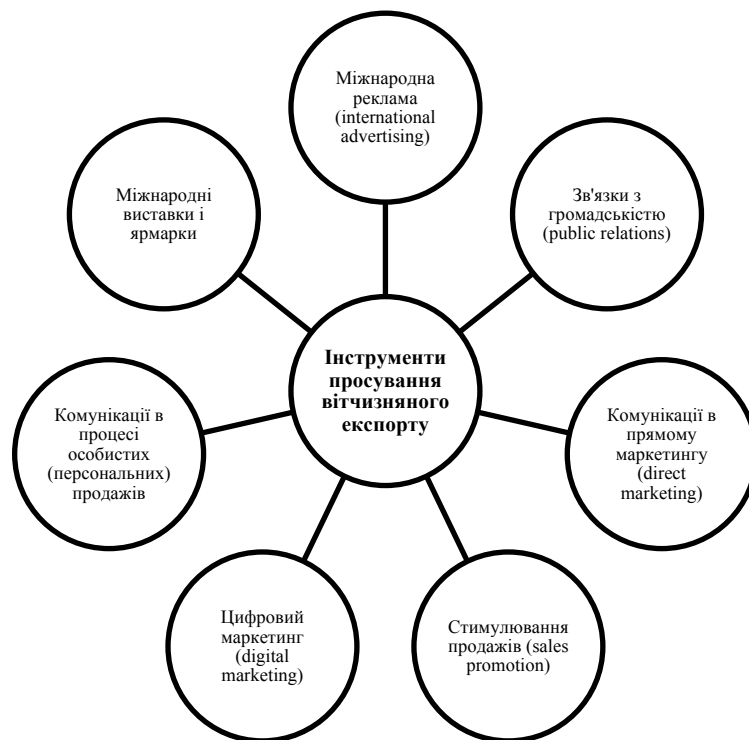 Міжнародна
реклама
(international
advertising)
Зв'язки з
громадськістю
(public relations)
Комунікації в
прямому
маркетингу
(direct
marketing)
Стимулювання
продажів (sales
promotion)
Цифровий
маркетинг
(digital
marketing)
Комунікації в
процесі
особистих
(персональних)
продажів
Міжнародні
виставки і
ярмарки
Інструменти
просування
вітчизняного
експорту